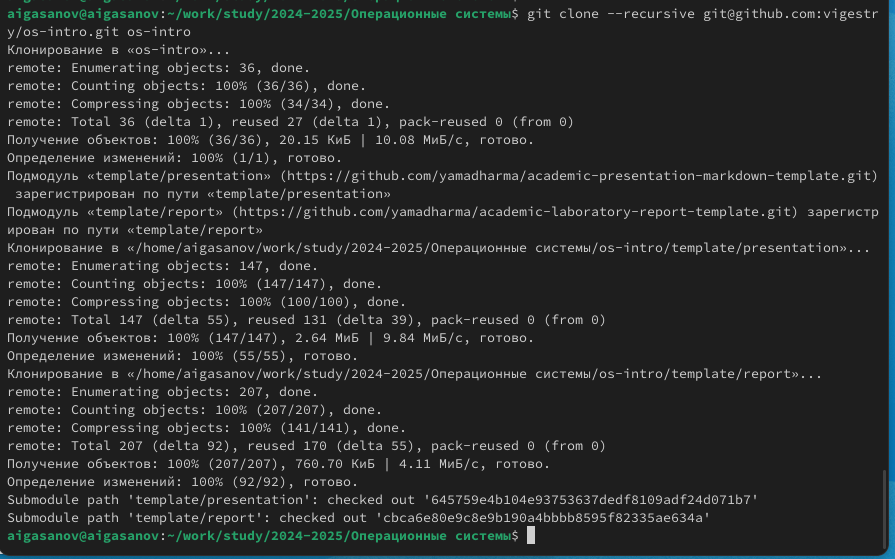 aigasanov@aigasanov:~/work/study/2024-2025/Операционные системы$ git clone --recursive git@github.com:vigestr
y/os-intro.git os-intro
Клонирование в «os-intro»...
remote: Enumerating objects: 36, done.
remote: Counting objects: 100% (36/36), done.
remote: Compressing objects: 100% (34/34), done.
remote: Total 36 (delta 1), reused 27 (delta 1), pack-reused 0 (from 0)
Получение объектов: 100% (36/36), 20.15 КиБ | 10.08 МиБ/с, готово.
Определение изменений: 100% (1/1), готово.
Подмодуль «template/presentation» (https://github.com/yamadharma/academic-presentation-markdown-template.git)
 зарегистрирован по пути «template/presentation»
Подмодуль «template/report» (https://github.com/yamadharma/academic-laboratory-report-template.git) зарегистр
ирован по пути «template/report»
Клонирование в «/home/aigasanov/work/study/2024-2025/Операционные системы/os-intro/template/presentation»...
remote: Enumerating objects: 147, done.
remote: Counting objects: 100% (147/147), done.
remote: Compressing objects: 100% (100/100), done.
remote: Total 147 (delta 55), reused 131 (delta 39), pack-reused 0 (from 0)
Получение объектов: 100% (147/147), 2.64 МиБ | 9.84 МиБ/с, готово.
Определение изменений: 100% (55/55), готово.
Клонирование в «/home/aigasanov/work/study/2024-2025/Операционные системы/os-intro/template/report»...
remote: Enumerating objects: 207, done.
remote: Counting objects: 100% (207/207), done.
remote: Compressing objects: 100% (141/141), done.
remote: Total 207 (delta 92), reused 170 (delta 55), pack-reused 0 (from 0)
Получение объектов: 100% (207/207), 760.70 КиБ | 4.11 МиБ/с, готово.
Определение изменений: 100% (92/92), готово.
Submodule path 'template/presentation': checked out '645759e4b104e93753637dedf8109adf24d071b7'
Submodule path 'template/report': checked out 'cbca6e80e9c8e9b190a4bbbb8595f82335ae634a'
aigasanov@aigasanov:~/work/study/2024-2025/Операционные системы$